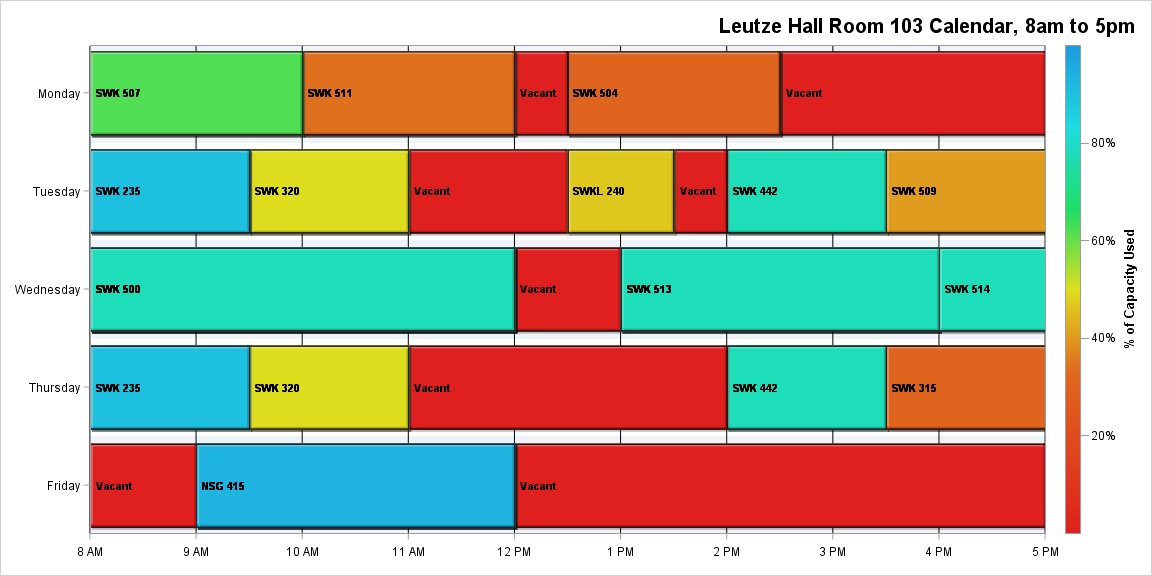 Leutze Hall Room 103 Calendar, 8am to 5pm
Monday
SWK 507
SWK 511
Vacant
SWK 504
Vacant
Tuesday
SWK 235
SWK 320
Vacant
SWKL 240
Vacant
SWK 442
SWK 509
Wednesday
SWK 500
Vacant
SWK 513
SWK 514
Thursday
SWK 235
SWK 320
Vacant
SWK 442
SWK 315
Friday
Vacant
NSG 415
Vacant
8 AM
9 AM
10 AM
11 AM
12 PM
1 PM
2 PM
3 PM
4 PM
5 PM
80%
60%
40%
20%
% of Capacity Used